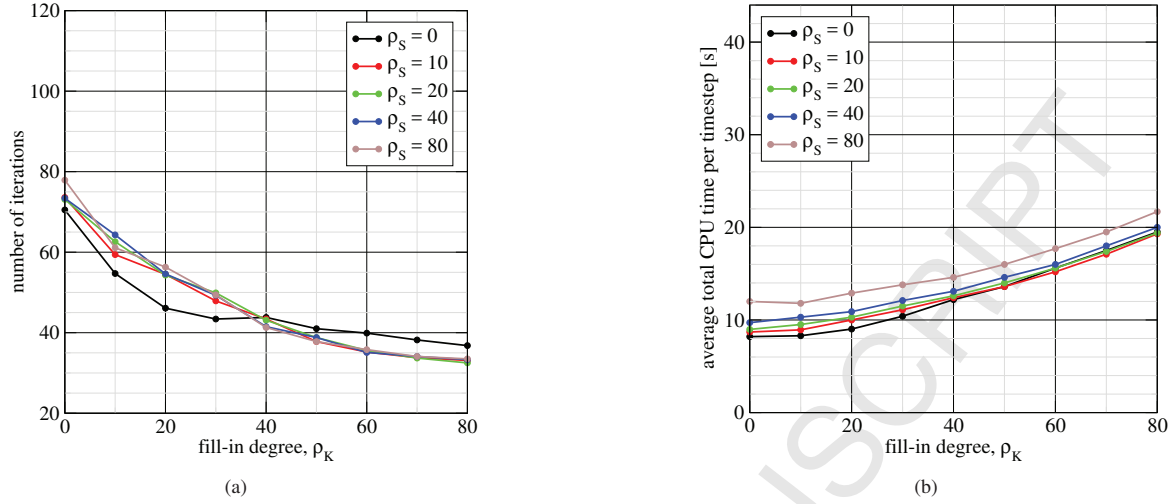 120
100
80
60
40
20
number of iterations
ρS = 0
ρS = 10
ρS = 20
ρS = 40
ρS = 80
0 20 40 60 80
fill-in degree, ρK
(a)
40
30
20
10
0
average total CPU time per timestep [s]
ρS = 0
ρS = 10
ρS = 20
ρS = 40
ρS = 80
0 20 40 60 80
fill-in degree, ρK
(b)
SCRIPT